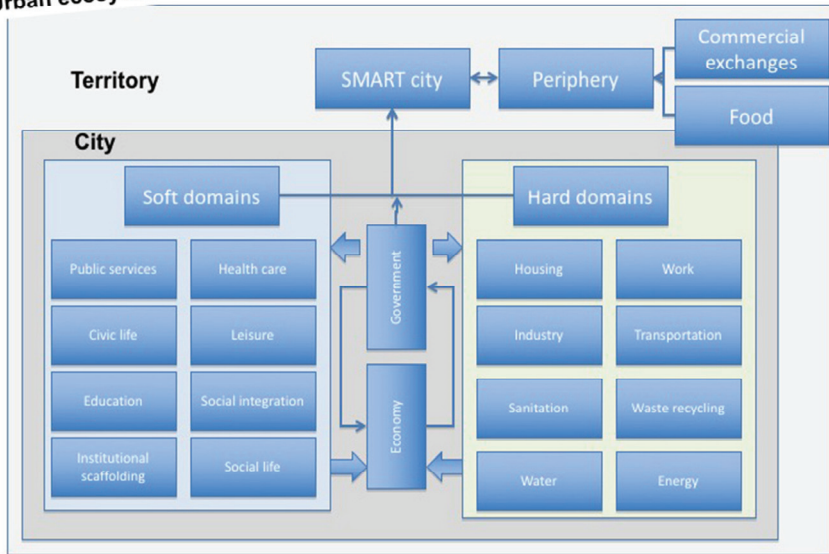 Territory
SMART city
Periphery
Commercial
exchanges
Food
City
Soft domains
Hard domains
Public services
Health care
Civic life
Leisure
Education
Social integration
Institutional
scaffolding
Social life
Government
Economy
Housing
Work
Industry
Transportation
Sanitation
Waste recycling
Water
Energy